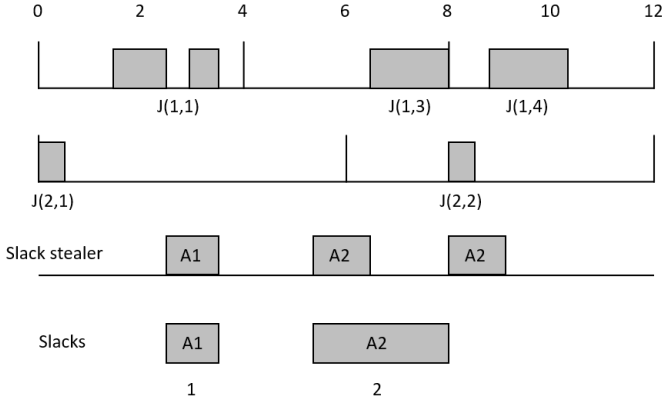 0 2 4 6 8 10 12
J(1,1) J(1,3) J(1,4)
J(2,1) J(2,2)
Slack stealer A1 A2 A2
Slacks A1 A2
1 2